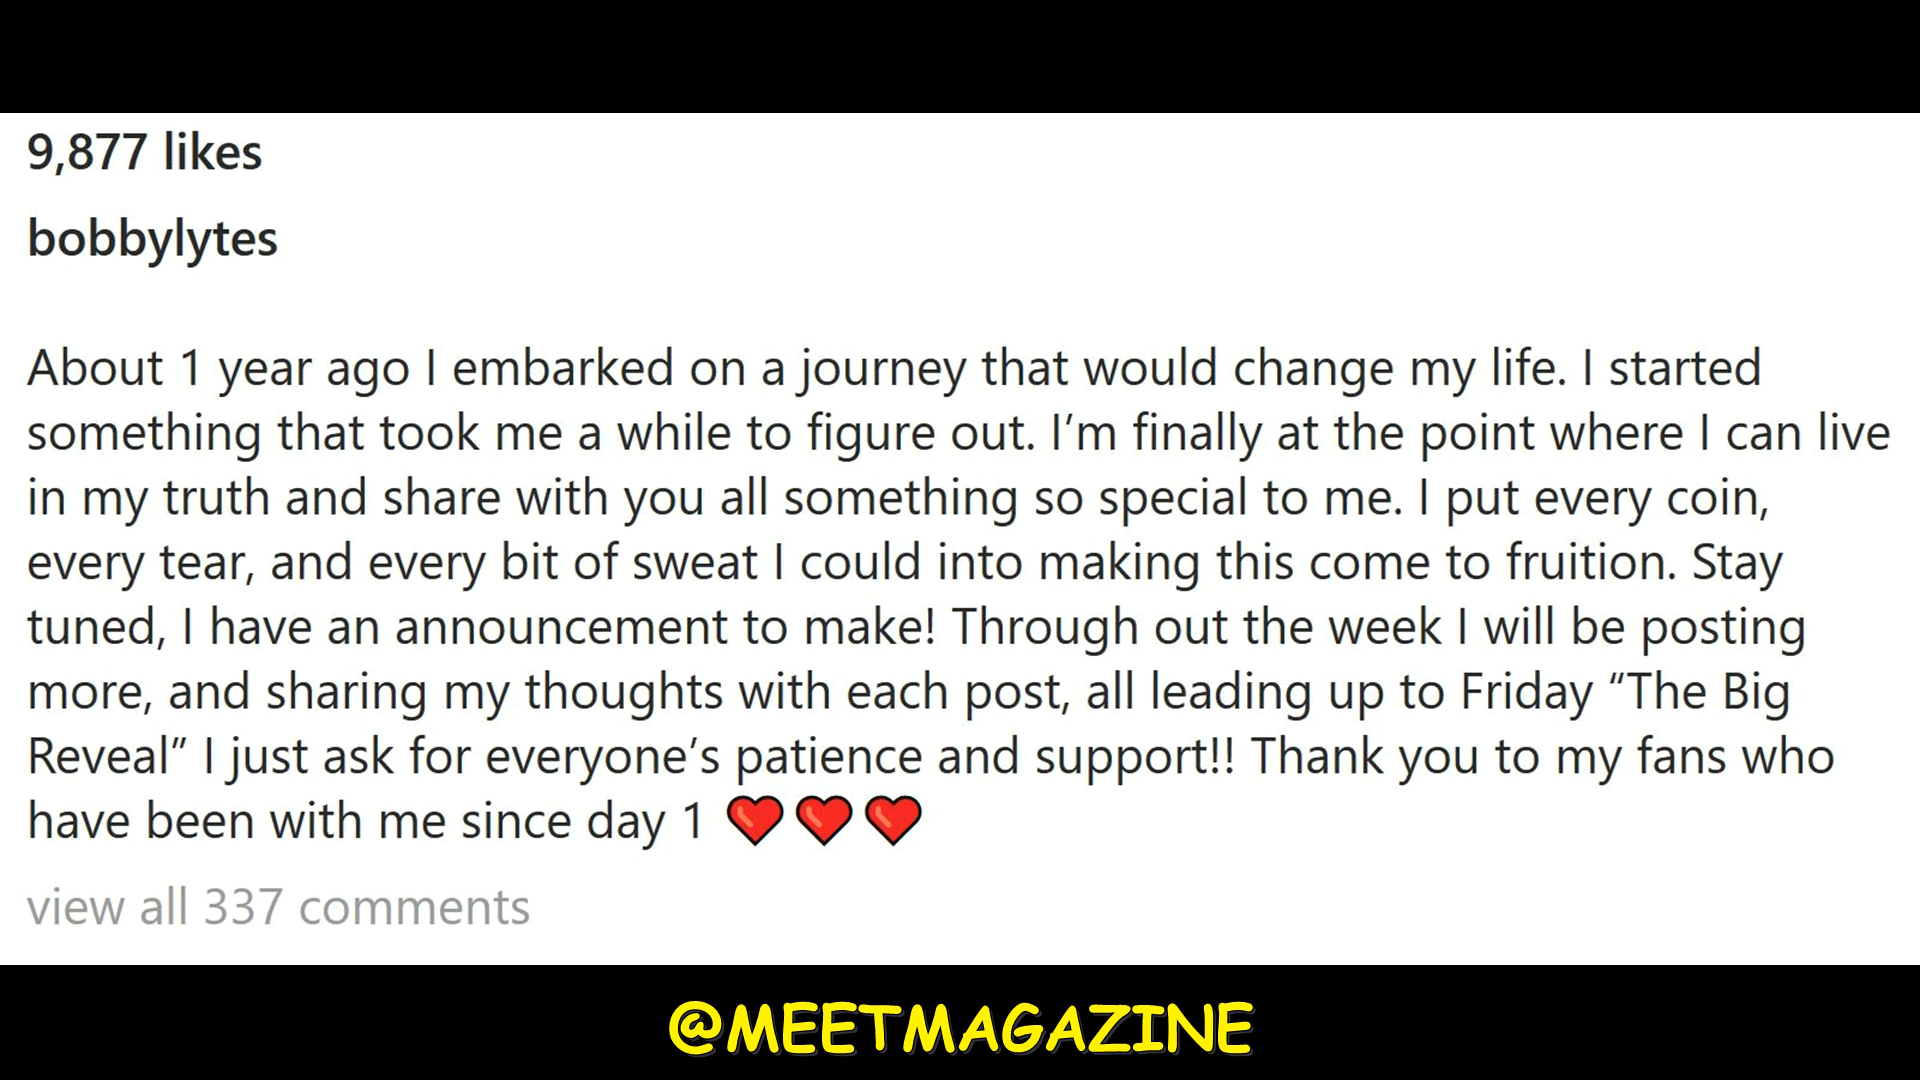 9,877 likes
bobbylytes
About 1 year ago I embarked on a journey that would change my life. I started
something that took me a while to figure out. I’m finally at the point where I can live
in my truth and share with you all something so special to me. I put every coin,
every tear, and every bit of sweat I could into making this come to fruition. Stay
tuned, I have an announcement to make! Through out the week I will be posting
more, and sharing my thoughts with each post, all leading up to Friday “The Big
Reveal” I just ask for everyone’s patience and support!! Thank you to my fans who
have been with me since day 1 ❤️❤️❤️
view all 337 comments
@MEETMAGAZINE